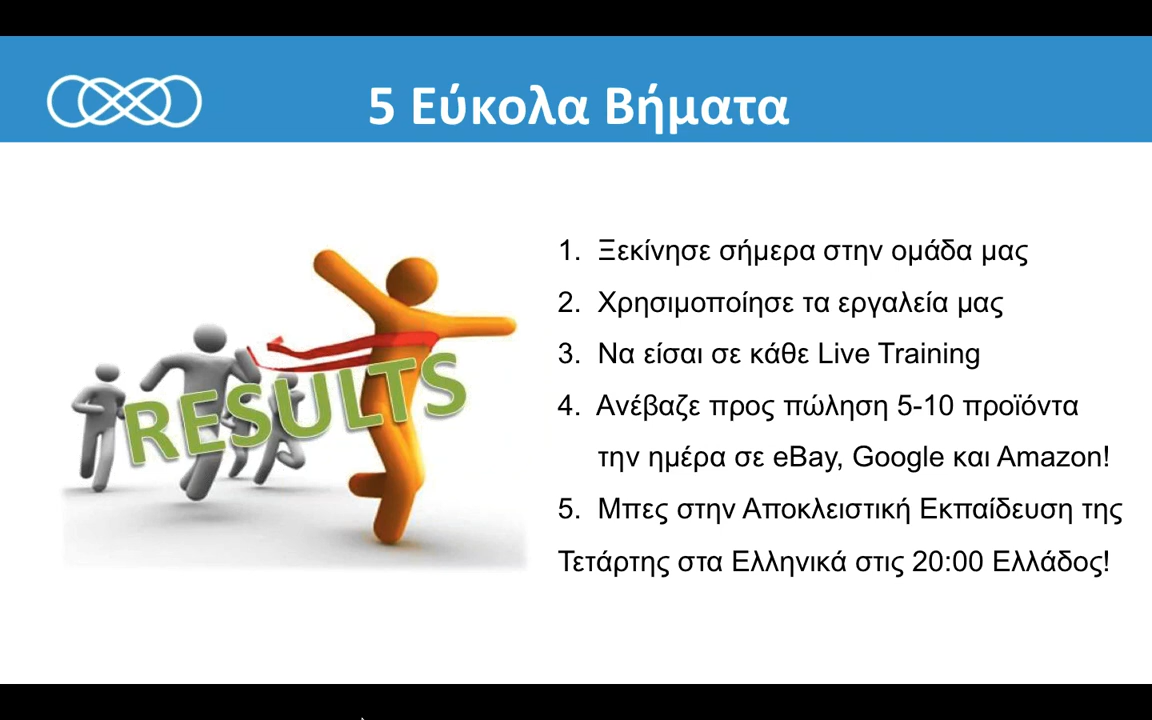 5 Εύκολα Βήματα
RESULTS
1. Ξεκίνησε σήμερα στην ομάδα μας
2. Χρησιμοποίησε τα εργαλεία μας
3. Να είσαι σε κάθε Live Training
4. Ανέβαζε προς πώληση 5-10 προϊόντα
την ημέρα σε eBay, Google και Amazon!
5. Μπες στην Αποκλειστική Εκπαίδευση της
Τετάρτης στα Ελληνικά στις 20:00 Ελλάδος!